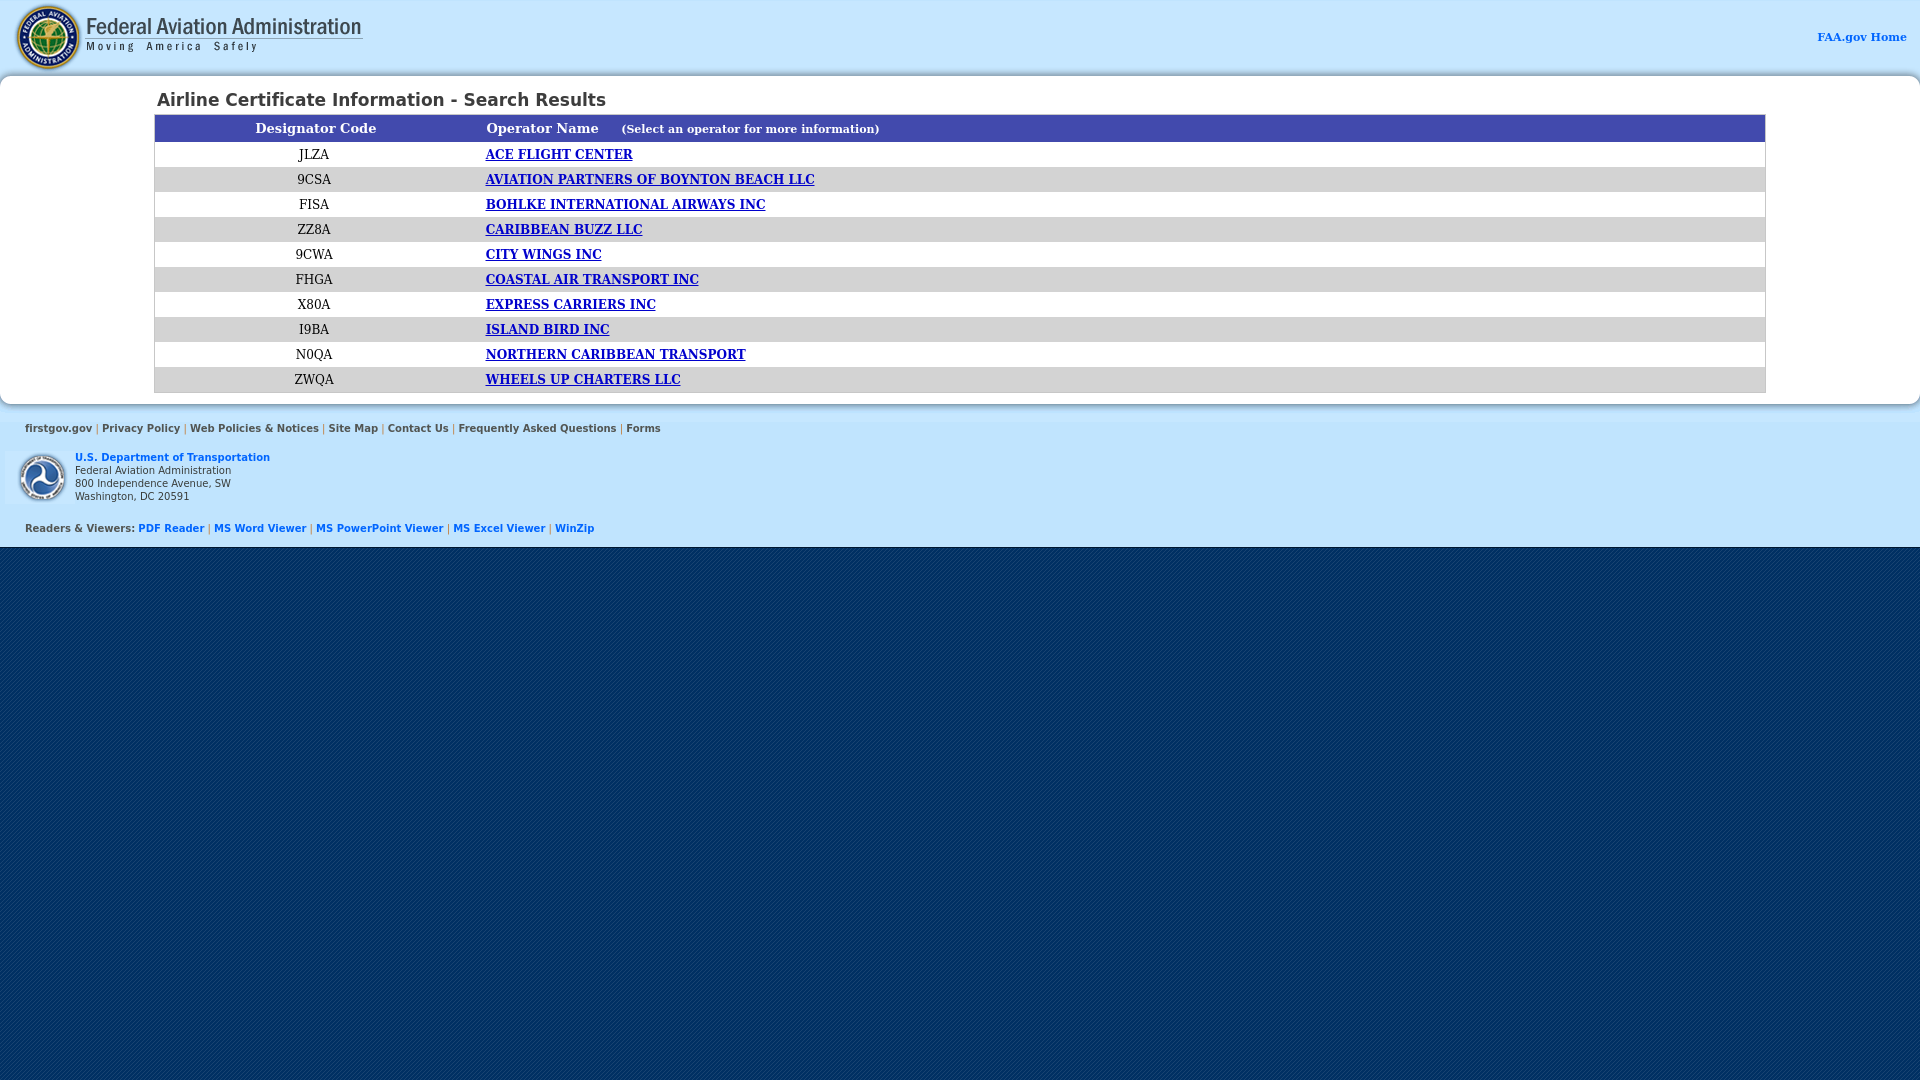 Federal Aviation Administration
Moving America Safely
FAA.gov Home
Airline Certificate Information - Search Results
Designator Code Operator Name (Select an operator for more information)
JLZA ACE FLIGHT CENTER
9CSA AVIATION PARTNERS OF BOYNTON BEACH LLC
FISA BOHLKE INTERNATIONAL AIRWAYS INC
ZZ8A CARIBBEAN BUZZ LLC
9CWA CITY WINGS INC
FHGA COASTAL AIR TRANSPORT INC
X80A EXPRESS CARRIERS INC
I9BA ISLAND BIRD INC
N0QA NORTHERN CARIBBEAN TRANSPORT
ZWQA WHEELS UP CHARTERS LLC
firstgov.gov | Privacy Policy | Web Policies & Notices | Site Map | Contact Us | Frequently Asked Questions | Forms
U.S. Department of Transportation
Federal Aviation Administration
800 Independence Avenue, SW
Washington, DC 20591
Readers & Viewers: PDF Reader | MS Word Viewer | MS PowerPoint Viewer | MS Excel Viewer | WinZip